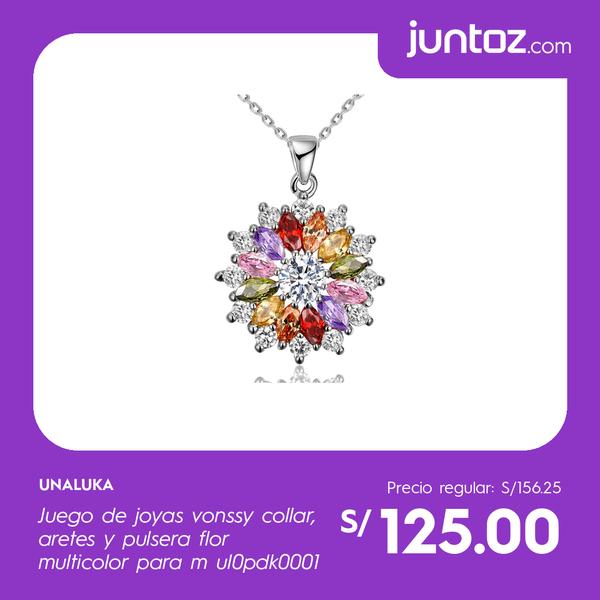 juntoz.com
UNALUKA
Juego de joyas vonssy collar,
aretes y pulsera flor
multicolor para m ul0pdk0001
Precio regular: S/156.25
S/125.00